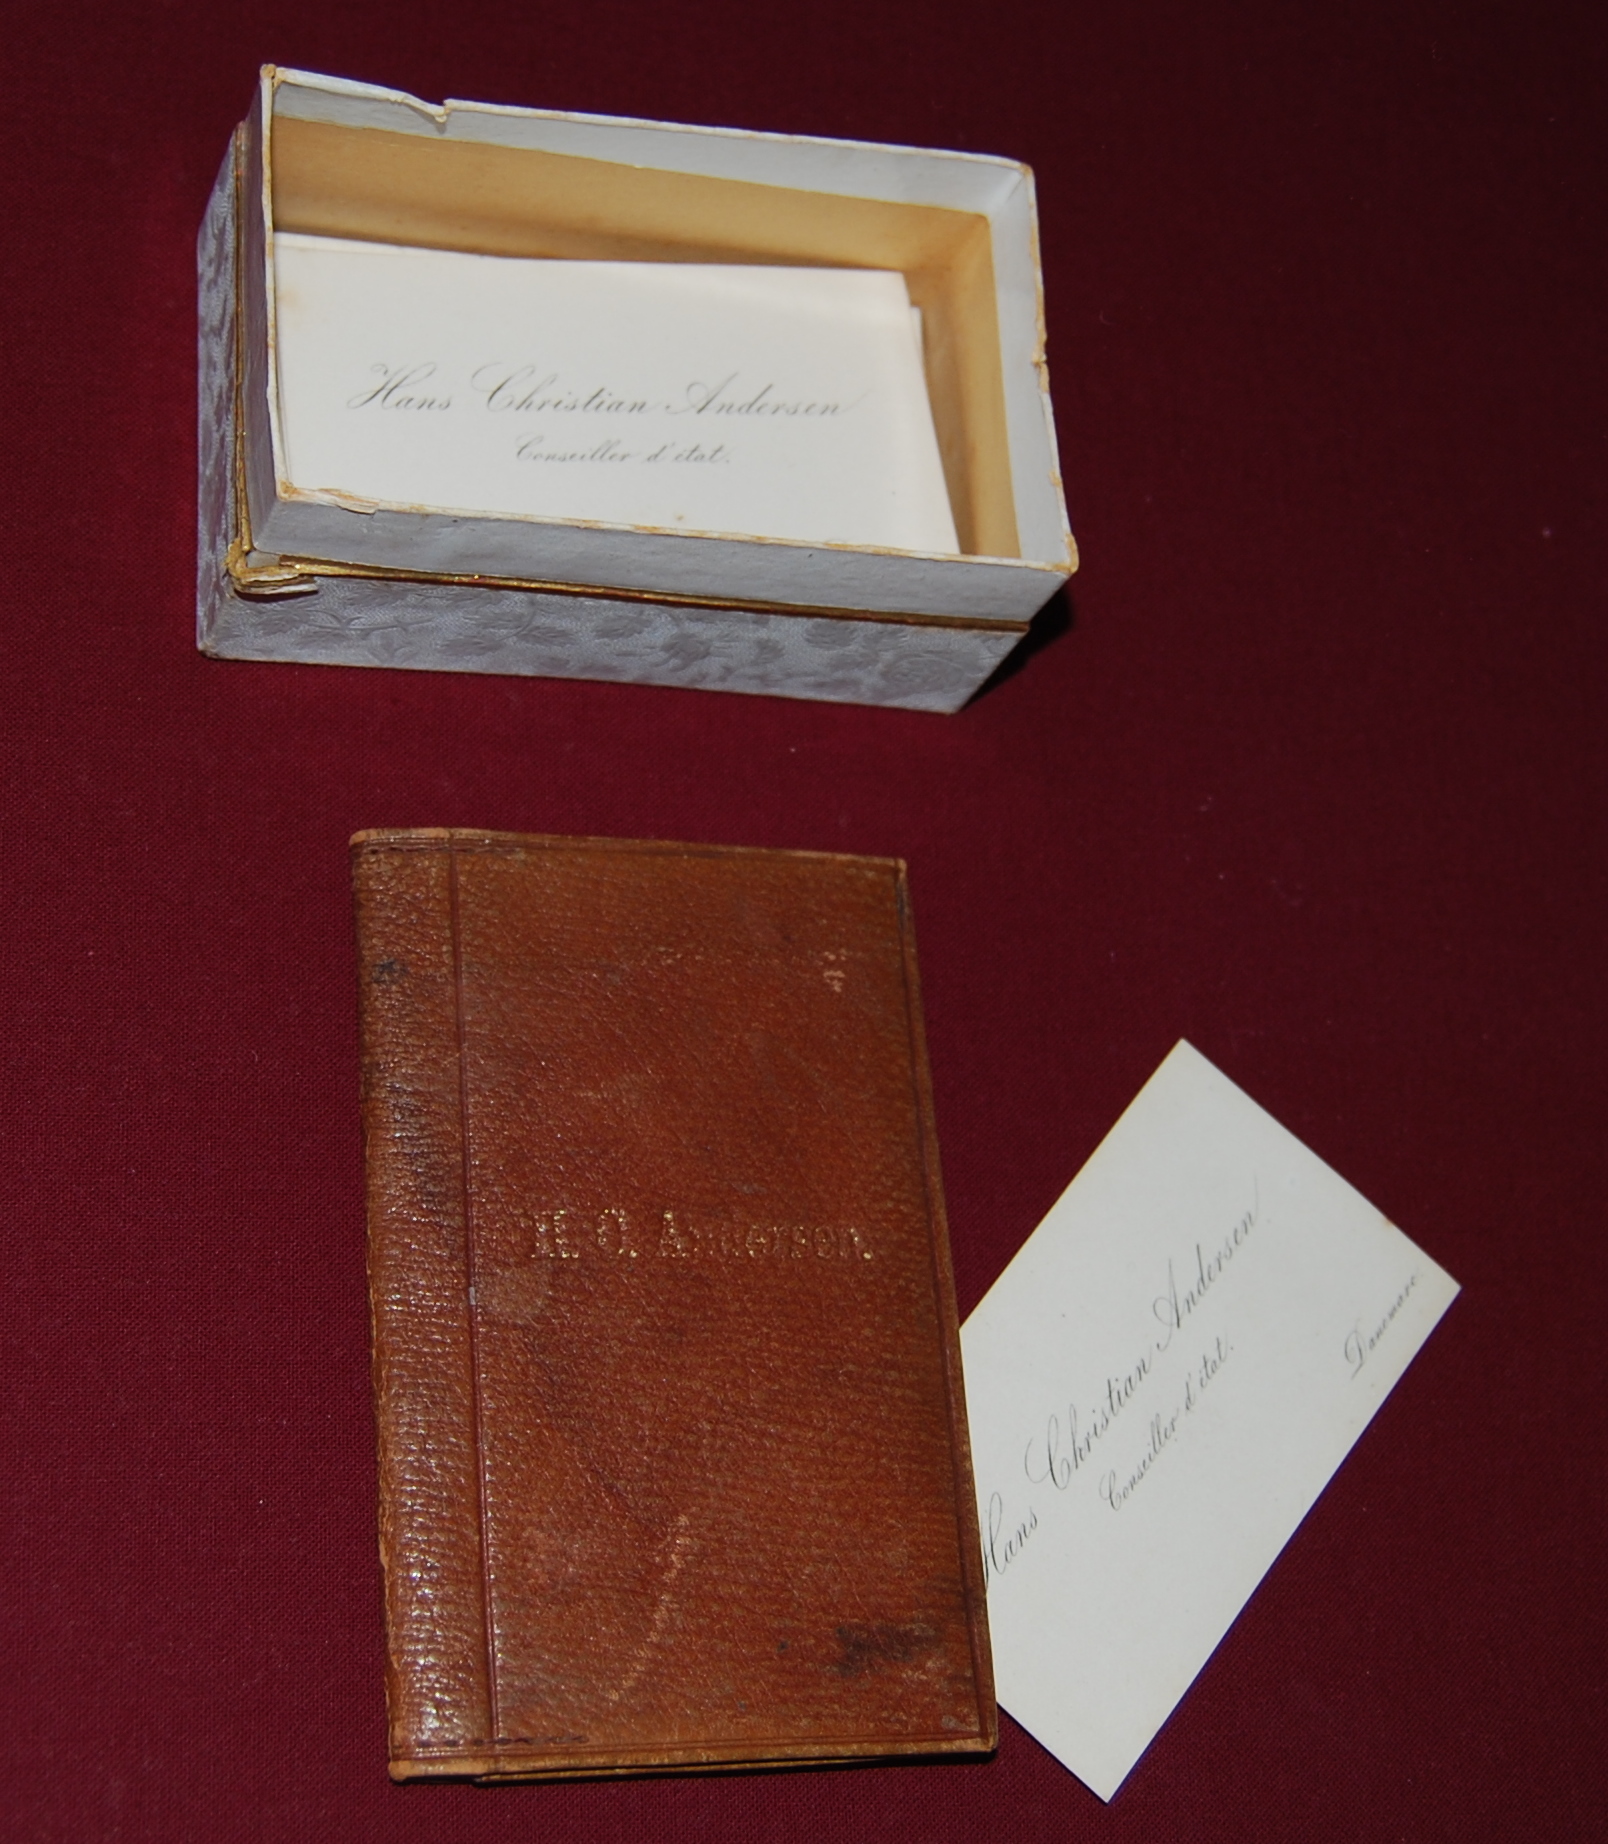 Hans Christian Andersen
Conseiller d'état.
H. C. Andersen.
Hans Christian Andersen
Conseiller d'état.
Danemarc.